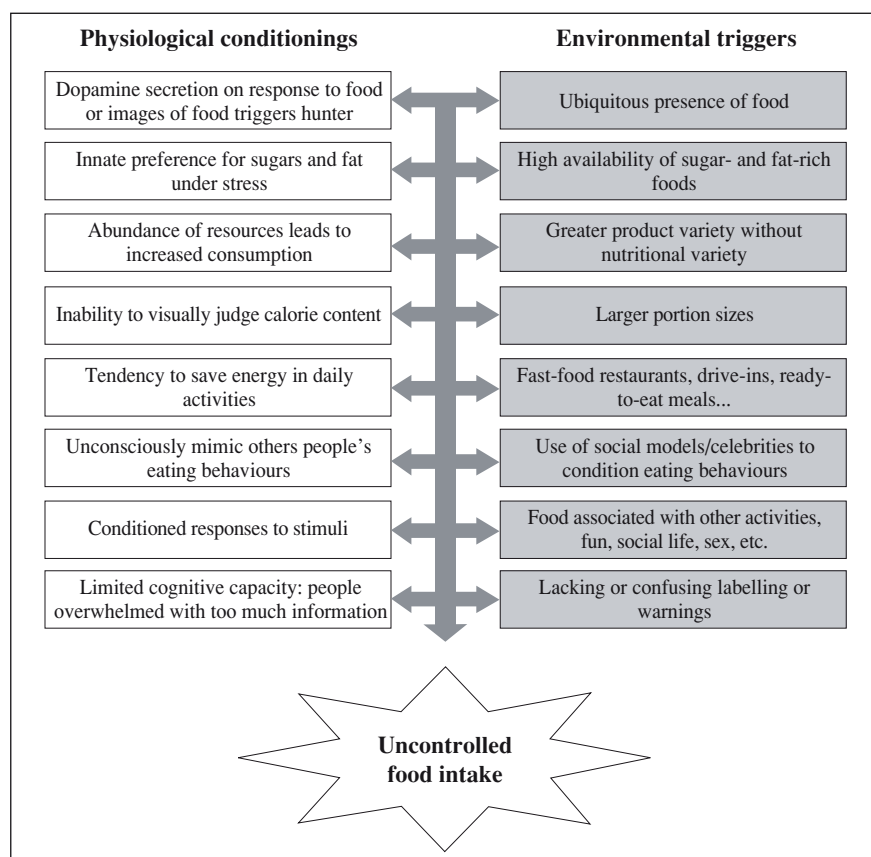 Physiological conditionings
Environmental triggers
Dopamine secretion on response to food
or images of food triggers hunter
Ubiquitous presence of food
Innate preference for sugars and fat
under stress
High availability of sugar- and fat-rich
foods
Abundance of resources leads to
increased consumption
Greater product variety without
nutritional variety
Inability to visually judge calorie content
Larger portion sizes
Tendency to save energy in daily
activities
Fast-food restaurants, drive-ins, ready-
to-eat meals...
Unconsciously mimic others people's
eating behaviours
Use of social models/celebrities to
condition eating behaviours
Conditioned responses to stimuli
Food associated with other activities,
fun, social life, sex, etc.
Limited cognitive capacity: people
overwhelmed with too much information
Lacking or confusing labelling or
warnings
Uncontrolled
food intake